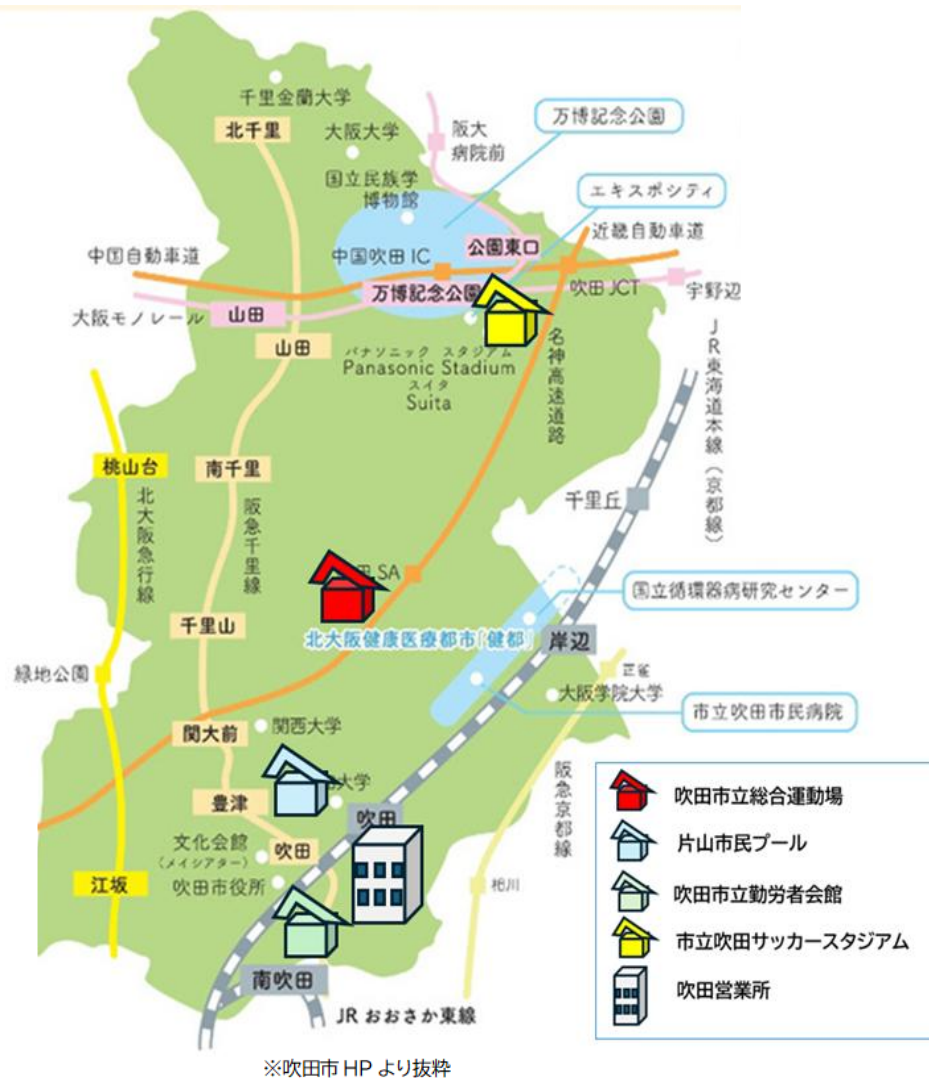 千里金蘭大学
万博記念公園
北千里
大阪大学
阪大
病院前
国立民族学
博物館
エキスポシティ
公園東口
近畿自動車道
中国自動車道
中国吹田 IC
万博記念公園
吹田 JCT
宇野辺
大阪モノレール
山田
山田
パナソニック スタジアム
Panasonic Stadium
スイタ
Suita
名神高速道路
JR東海道本線(京都線)
桃山台
南千里
北大阪急行線
阪急千里線
千里丘
SA
国立循環器病研究センター
千里山
北大阪健康医療都市「健都」
岸辺
緑地公園
正雀
大阪学院大学
市立吹田市民病院
関大前
関西大学
大学
豊津
吹田
阪急京都線
文化会館
(メイシアター)
吹田
吹田市役所
江坂
相川
南吹田
JR おおさか東線
吹田市立総合運動場
片山市民プール
吹田市立勤労者会館
市立吹田サッカースタジアム
吹田営業所
※吹田市 HP より抜粋